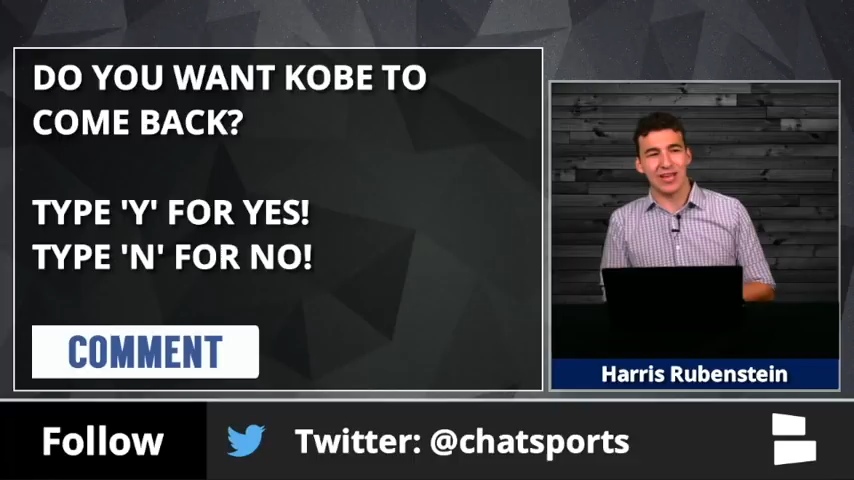 DO YOU WANT KOBE TO
COME BACK?
TYPE 'Y' FOR YES!
TYPE 'N' FOR NO!
COMMENT
Harris Rubenstein
Follow
Twitter: @chatsports